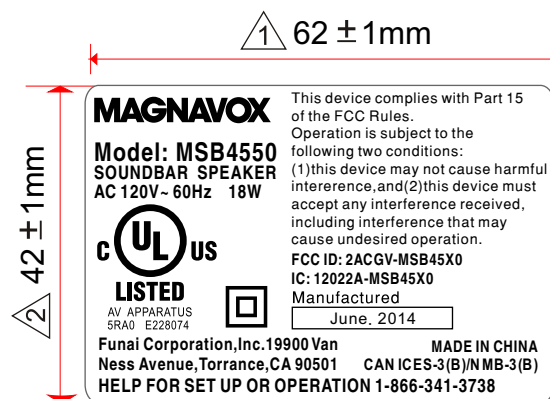 1 62 ±1mm
2 42 ±1mm
MAGNAVOX
Model: MSB4550
SOUNDBAR SPEAKER
AC 120V~ 60Hz 18W
C UL US
LISTED
AV APPARATUS
5RA0 E228074
This device complies with Part 15
of the FCC Rules.
Operation is subject to the
following two conditions:
(1)this device may not cause harmful
intererence,and(2)this device must
accept any interference received,
including interference that may
cause undesired operation.
FCC ID: 2ACGV-MSB45X0
IC: 12022A-MSB45X0
Manufactured
June. 2014
Funai Corporation,Inc.19900 Van MADE IN CHINA
Ness Avenue,Torrance,CA 90501 CAN ICES-3(B)/NMB-3(B)
HELP FOR SET UP OR OPERATION 1-866-341-3738